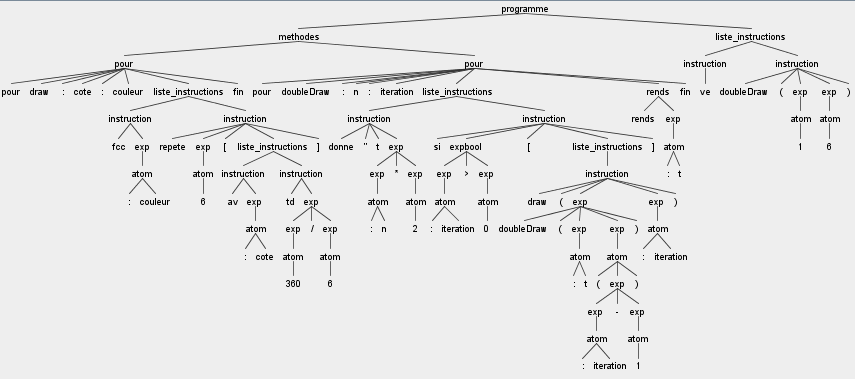 programme
methodes liste_instructions
pour pour instruction instruction
pour draw : cote : couleur liste_instructions fin pour doubleDraw : n : iteration liste_instructions rends fin ve doubleDraw ( exp exp )
instruction instruction instruction instruction rends exp atom atom
fcc exp repete exp [ liste_instructions ] donne " t exp si expbool [ liste_instructions ] atom 1 6
atom atom instruction instruction exp * exp exp > exp instruction : t
: couleur 6 av exp td exp atom atom atom atom draw ( exp exp )
atom exp / exp : n 2 : iteration 0 doubleDraw ( exp exp ) atom
: cote atom atom atom atom : iteration
360 6 : t ( exp )
exp - exp
atom atom
: iteration 1